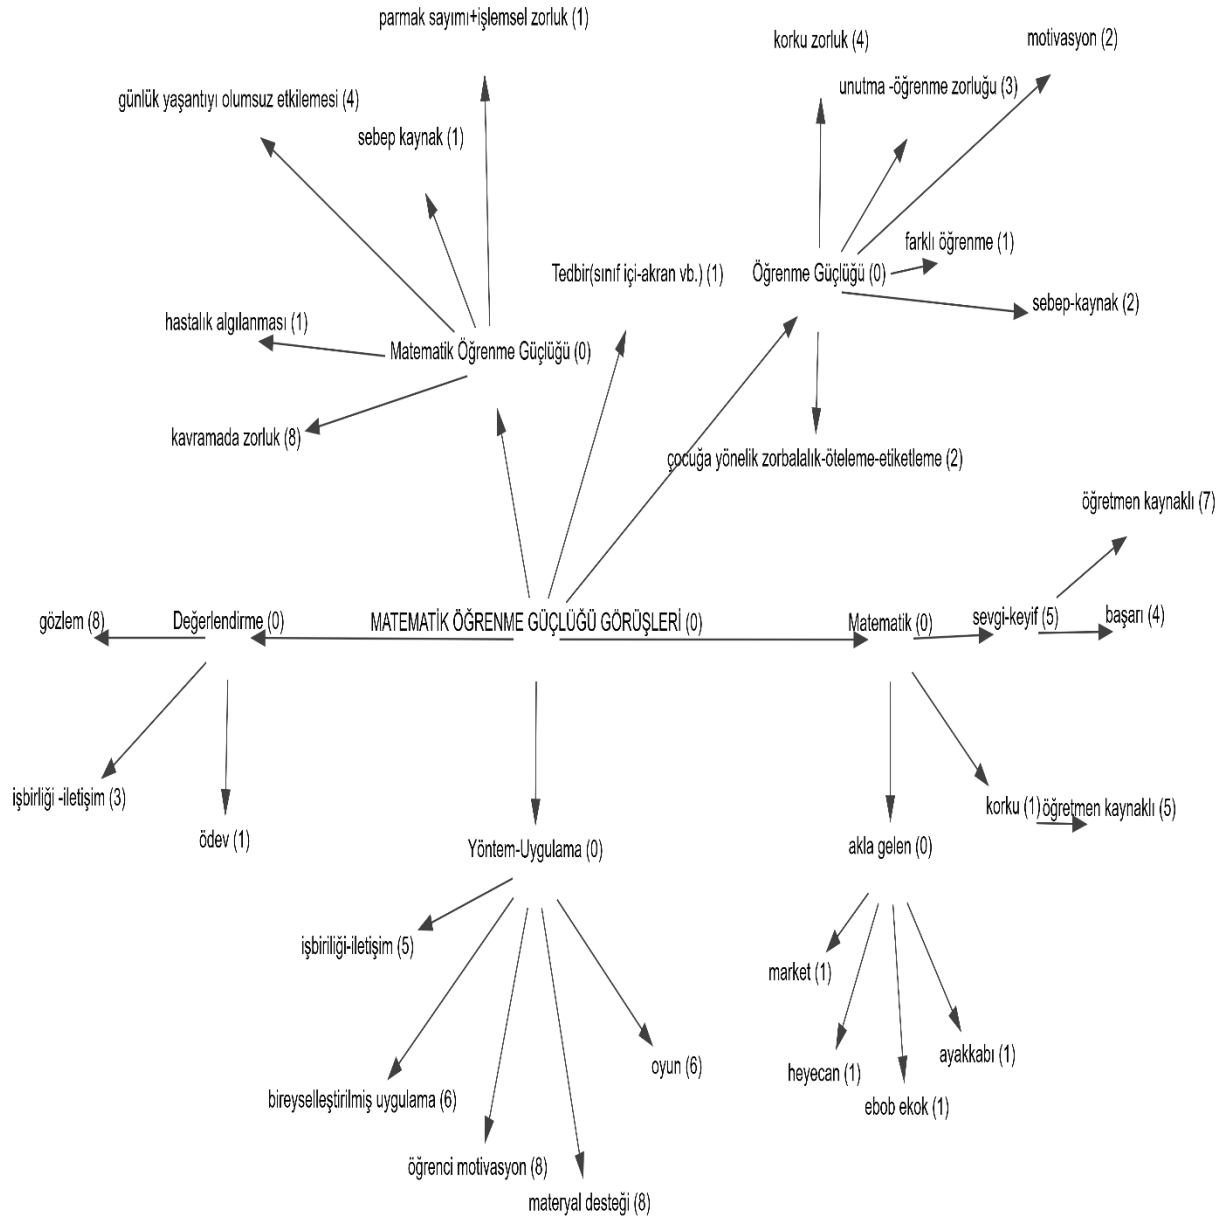 parmak sayımı+işlemsel zorluk (1)
korku zorluk (4)
motivasyon (2)
günlük yaşantıyı olumsuz etkilemesi (4)
unutma -öğrenme zorluğu (3)
sebep kaynak (1)
farklı öğrenme (1)
Tedbir(sınıf içi-akran vb.) (1)
Öğrenme Güçlüğü (0)
sebep-kaynak (2)
hastalık algılanması (1)
Matematik Öğrenme Güçlüğü (0)
kavramada zorluk (8)
çocuğa yönelik zorbalalık-öteleme-etiketleme (2)
öğretmen kaynaklı (7)
gözlem (8)
Değerlendirme (0)
MATEMATİK ÖĞRENME GÜÇLÜĞÜ GÖRÜŞLERİ (0)
Matematik (0)
sevgi-keyif (5)
başarı (4)
işbirliği -iletişim (3)
korku (1)
öğretmen kaynaklı (5)
ödev (1)
Yöntem-Uygulama (0)
akla gelen (0)
işbiriliği-iletişim (5)
market (1)
oyun (6)
heyecan (1)
ayakkabı (1)
bireyselleştirilmiş uygulama (6)
ebob ekok (1)
öğrenci motivasyon (8)
materyal desteği (8)